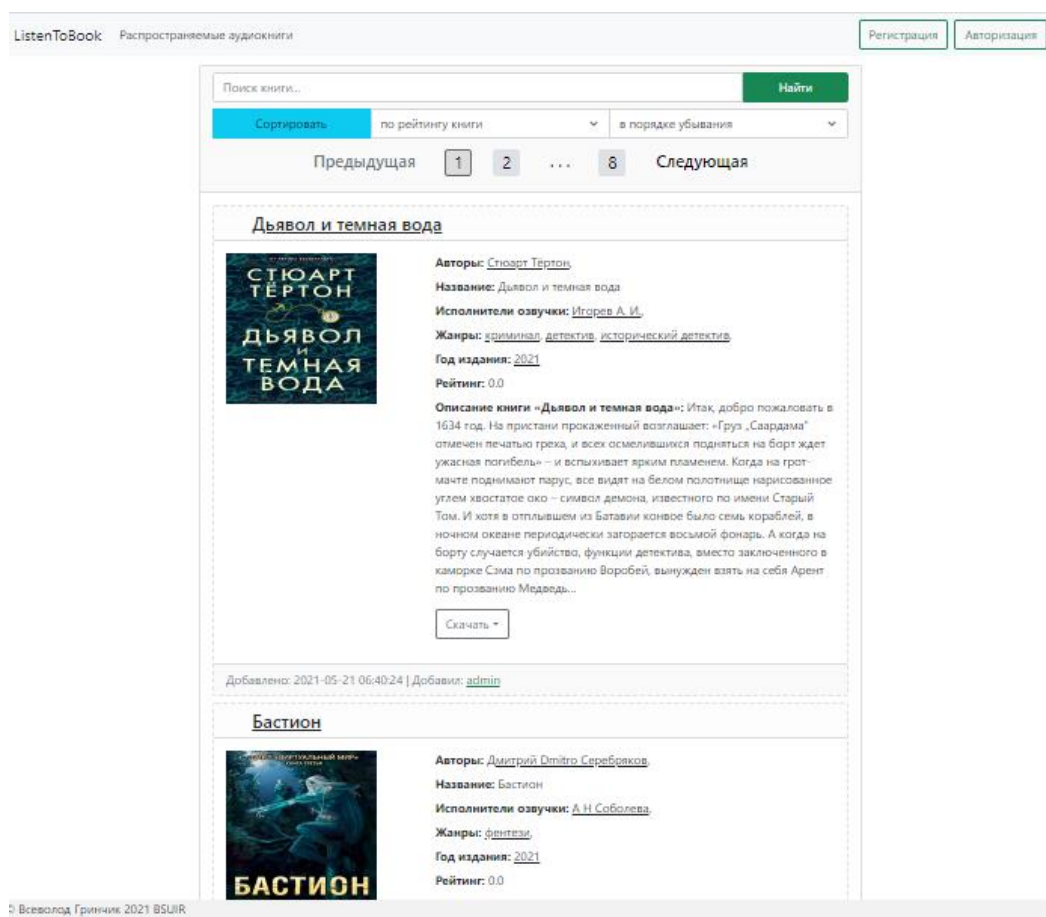 ListenToBook Распространяемые аудиокниги Регистрация Авторизация
Поиск книги... Найти
Сортировать по рейтингу книги в порядке убывания
Предыдущая 1 2 ... 8 Следующая
Дьявол и темная вода
СТЮАРТ
ТЁРТОН
ДЬЯВОЛ
И
ТЕМНАЯ
ВОДА
Авторы: Стюарт Тёртон,
Название: Дьявол и темная вода
Исполнители озвучки: Игорев А. И.,
Жанры: криминал, детектив, исторический детектив,
Год издания: 2021
Рейтинг: 0.0
Описание книги «Дьявол и темная вода»: Итак, добро пожаловать в
1634 год. На пристани прокаженный возглашает: «Груз „Саардама"
отмечен печатью греха, и всех осмелившихся подняться на борт ждет
ужасная погибель» – и вспыхивает ярким пламенем. Когда на грот-
мачте поднимают парус, все видят на белом полотнище нарисованное
углем хвостатое око – символ демона, известного по имени Старый
Том. И хотя в отплывшем из Батавии конвое было семь кораблей, в
ночном океане периодически загорается восьмой фонарь. А когда на
борту случается убийство, функции детектива, вместо заключенного в
каморке Сэма по прозванию Воробей, вынужден взять на себя Арент
по прозванию Медведь...
Скачать
Добавлено: 2021-05-21 06:40:24 | Добавил: admin
Бастион
БАСТИОН
Авторы: Дмитрий Dmitro Серебряков,
Название: Бастион
Исполнители озвучки: А Н Соболева,
Жанры: фентези,
Год издания: 2021
Рейтинг: 0.0
© Всеволод Гринчик 2021 BSUIR